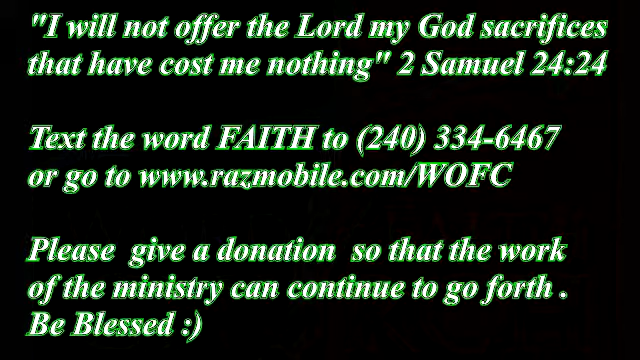 "I will not offer the Lord my God sacrifices
that have cost me nothing" 2 Samuel 24:24
Text the word FAITH to (240) 334-6467
or go to www.razmobile.com/WOFC
Please give a donation so that the work
of the ministry can continue to go forth .
Be Blessed :)